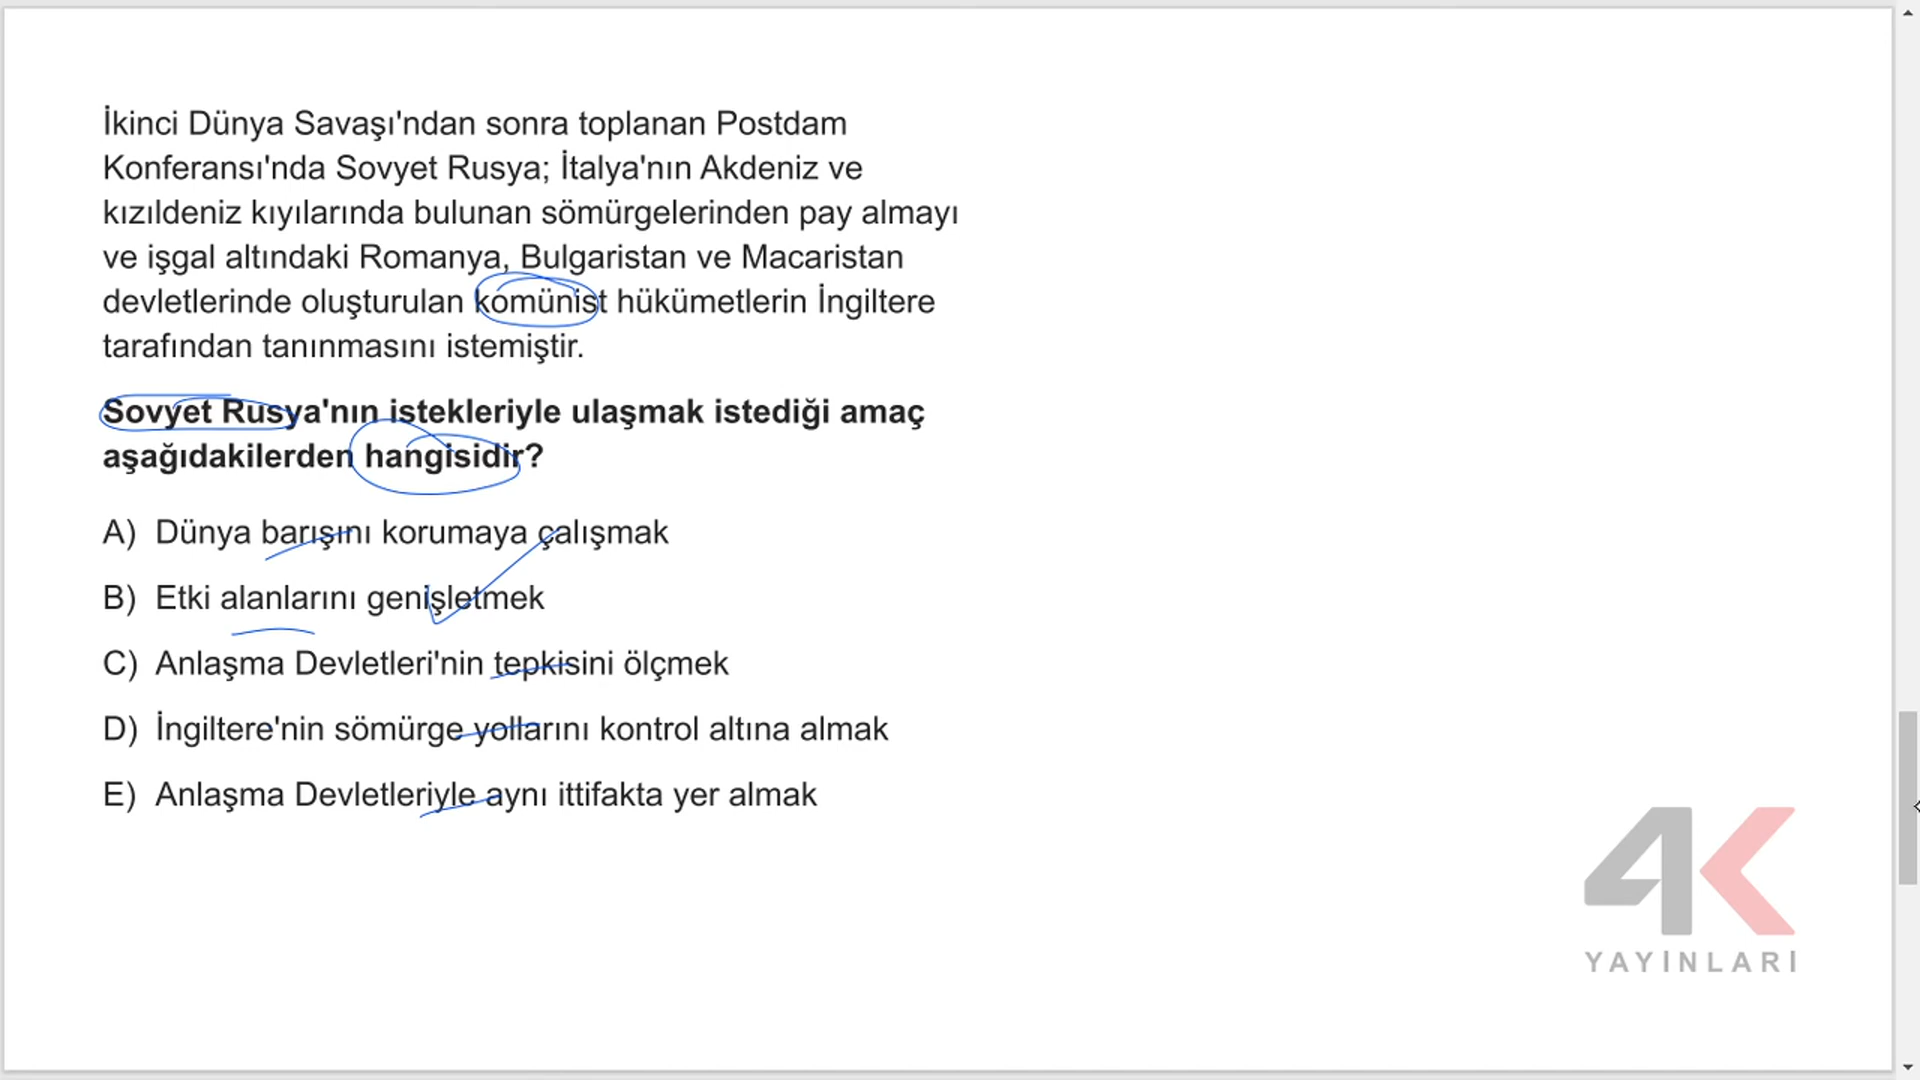 İkinci Dünya Savaşı'ndan sonra toplanan Postdam
Konferansı'nda Sovyet Rusya; İtalya'nın Akdeniz ve
kızıldeniz kıyılarında bulunan sömürgelerinden pay almayı
ve işgal altındaki Romanya, Bulgaristan ve Macaristan
devletlerinde oluşturulan komünist hükümetlerin İngiltere
tarafından tanınmasını istemiştir.
Sovyet Rusya'nın istekleriyle ulaşmak istediği amaç
aşağıdakilerden hangisidir?
A) Dünya barışını korumaya çalışmak
B) Etki alanlarını genişletmek
C) Anlaşma Devletleri'nin tepkisini ölçmek
D) İngiltere'nin sömürge yollarını kontrol altına almak
E) Anlaşma Devletleriyle aynı ittifakta yer almak
4K
YAYİNLARİ